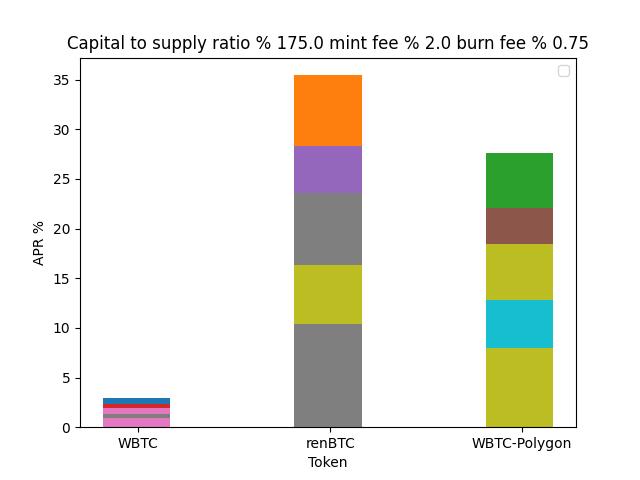 Capital to supply ratio % 175.0 mint fee % 2.0 burn fee % 0.75
35
30
25
20
15
10
5
0
APR %
WBTC
renBTC
WBTC-Polygon
Token